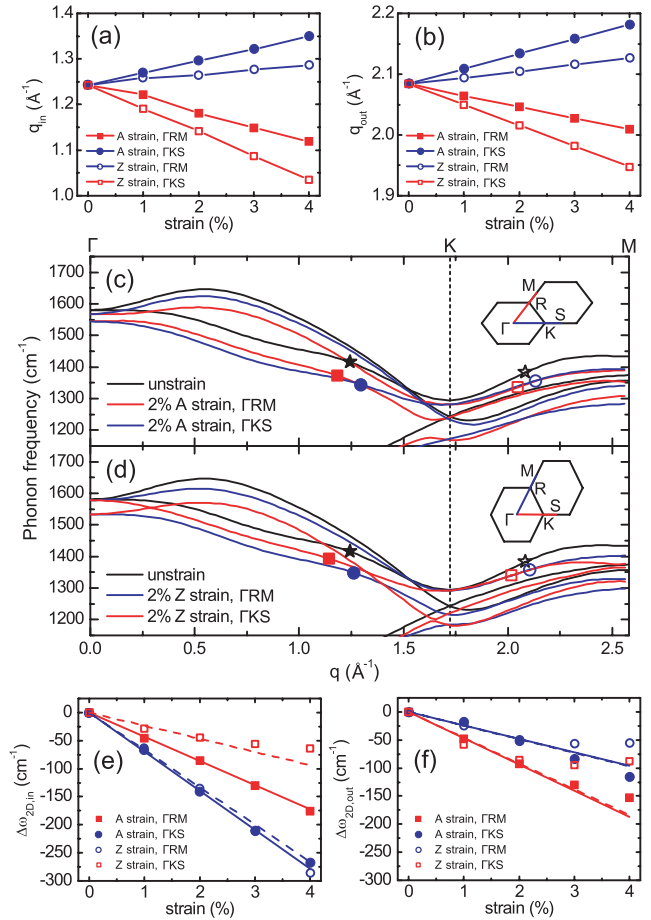 (a)
1.4
1.3
1.2
1.1
1.0
q_in (Å⁻¹)
A strain, ΓRM
A strain, ΓKS
Z strain, ΓRM
Z strain, ΓKS
0 1 2 3 4
strain (%)
(b)
2.2
2.1
2.0
1.9
q_out (Å⁻¹)
A strain, ΓRM
A strain, ΓKS
Z strain, ΓRM
Z strain, ΓKS
0 1 2 3 4
strain (%)
Γ K M
(c)
1700
1600
1500
1400
1300
1200
unstrain
2% A strain, ΓRM
2% A strain, ΓKS
M
R
S
Γ
K
Phonon frequency (cm⁻¹)
(d)
1700
1600
1500
1400
1300
1200
unstrain
2% Z strain, ΓRM
2% Z strain, ΓKS
M
R
S
Γ
K
0.0 0.5 1.0 1.5 2.0 2.5
q (Å⁻¹)
(e)
0
-50
-100
-150
-200
-250
-300
Δω_2D,in (cm⁻¹)
A strain, ΓRM
A strain, ΓKS
Z strain, ΓRM
Z strain, ΓKS
0 1 2 3 4
strain (%)
(f)
0
-50
-100
-150
-200
-250
-300
Δω_2D,out (cm⁻¹)
A strain, ΓRM
A strain, ΓKS
Z strain, ΓRM
Z strain, ΓKS
0 1 2 3 4
strain (%)